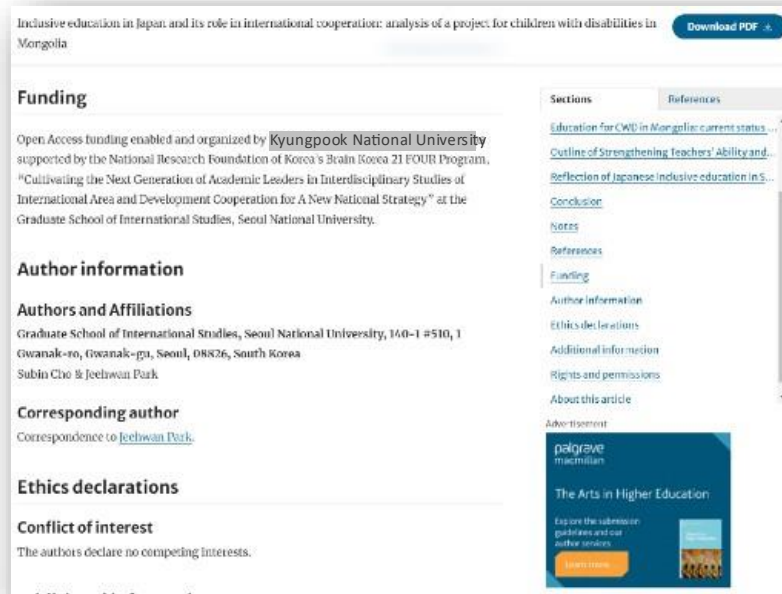 Inclusive education in Japan and its role in international cooperation: analysis of a project for children with disabilities in
Mongolia
Download PDF
Funding
Open Access funding enabled and organized by Kyungpook National University
supported by the National Research Foundation of Korea's Brain Korea 21 FOUR Program,
"Cultivating the Next Generation of Academic Leaders in Interdisciplinary Studies of
International Area and Development Cooperation for A New National Strategy" at the
Graduate School of International Studies, Seoul National University.
Author information
Authors and Affiliations
Graduate School of International Studies, Seoul National University, 140-1 #510, 1
Gwanak-ro, Gwanak-gu, Seoul, 08826, South Korea
Subin Cho & Jeehwan Park
Corresponding author
Correspondence to Jeehwan Park.
Ethics declarations
Conflict of interest
The authors declare no competing interests.
Sections
References
Education for CWD in Mongolia: current status ...
Outline of Strengthening Teachers' Ability and...
Reflection of Japanese inclusive education in S...
Conclusion
Notes
References
Funding
Author information
Ethics declarations
Additional information
Rights and permissions
About this article
Advertisement
palgrave
macmillan
The Arts in Higher Education
Explore the submission
guidelines and our
author services
Learn more